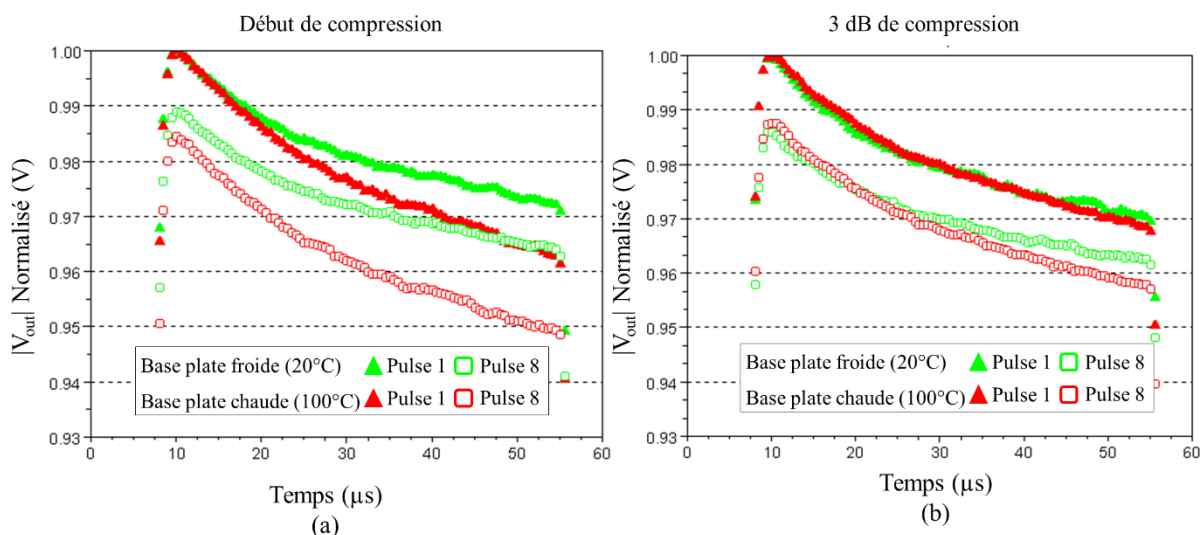 Début de compression
|V_out| Normalisé (V)
1.00
0.99
0.98
0.97
0.96
0.95
0.94
0.93
Base plate froide (20°C) Pulse 1 Pulse 8
Base plate chaude (100°C) Pulse 1 Pulse 8
0 10 20 30 40 50 60
Temps (µs)
(a)
3 dB de compression
|V_out| Normalisé (V)
1.00
0.99
0.98
0.97
0.96
0.95
0.94
0.93
Base plate froide (20°C) Pulse 1 Pulse 8
Base plate chaude (100°C) Pulse 1 Pulse 8
0 10 20 30 40 50 60
Temps (µs)
(b)